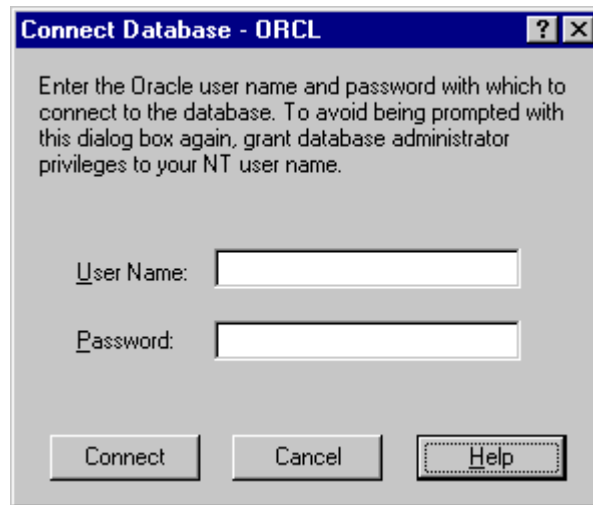 Connect Database - ORCL
?
Enter the Oracle user name and password with which to
connect to the database. To avoid being prompted with
this dialog box again, grant database administrator
privileges to your NT user name.
User Name:
Password:
Connect Cancel Help